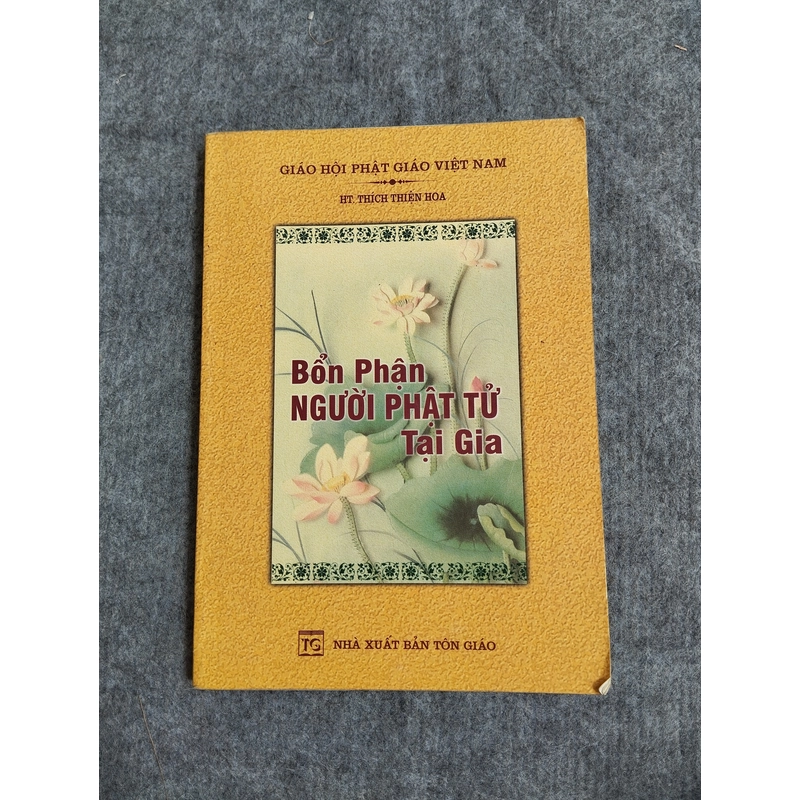 GIÁO HỘI PHẬT GIÁO VIỆT NAM
HT. THÍCH THIỆN HOA
Bổn Phận
NGƯỜI PHẬT TỬ
Tại Gia
TG
NHÀ XUẤT BẢN TÔN GIÁO